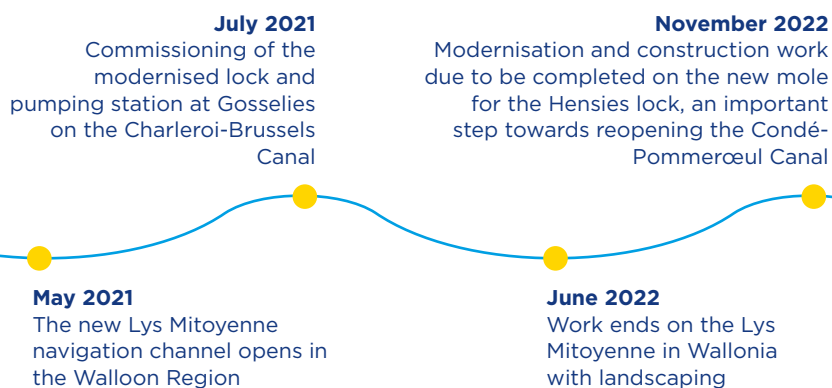 July 2021
Commissioning of the
modernised lock and
pumping station at Gosselies
on the Charleroi-Brussels
Canal
November 2022
Modernisation and construction work
due to be completed on the new mole
for the Hensies lock, an important
step towards reopening the Condé-
Pommerœul Canal
May 2021
The new Lys Mitoyenne
navigation channel opens in
the Walloon Region
June 2022
Work ends on the Lys
Mitoyenne in Wallonia
with landscaping